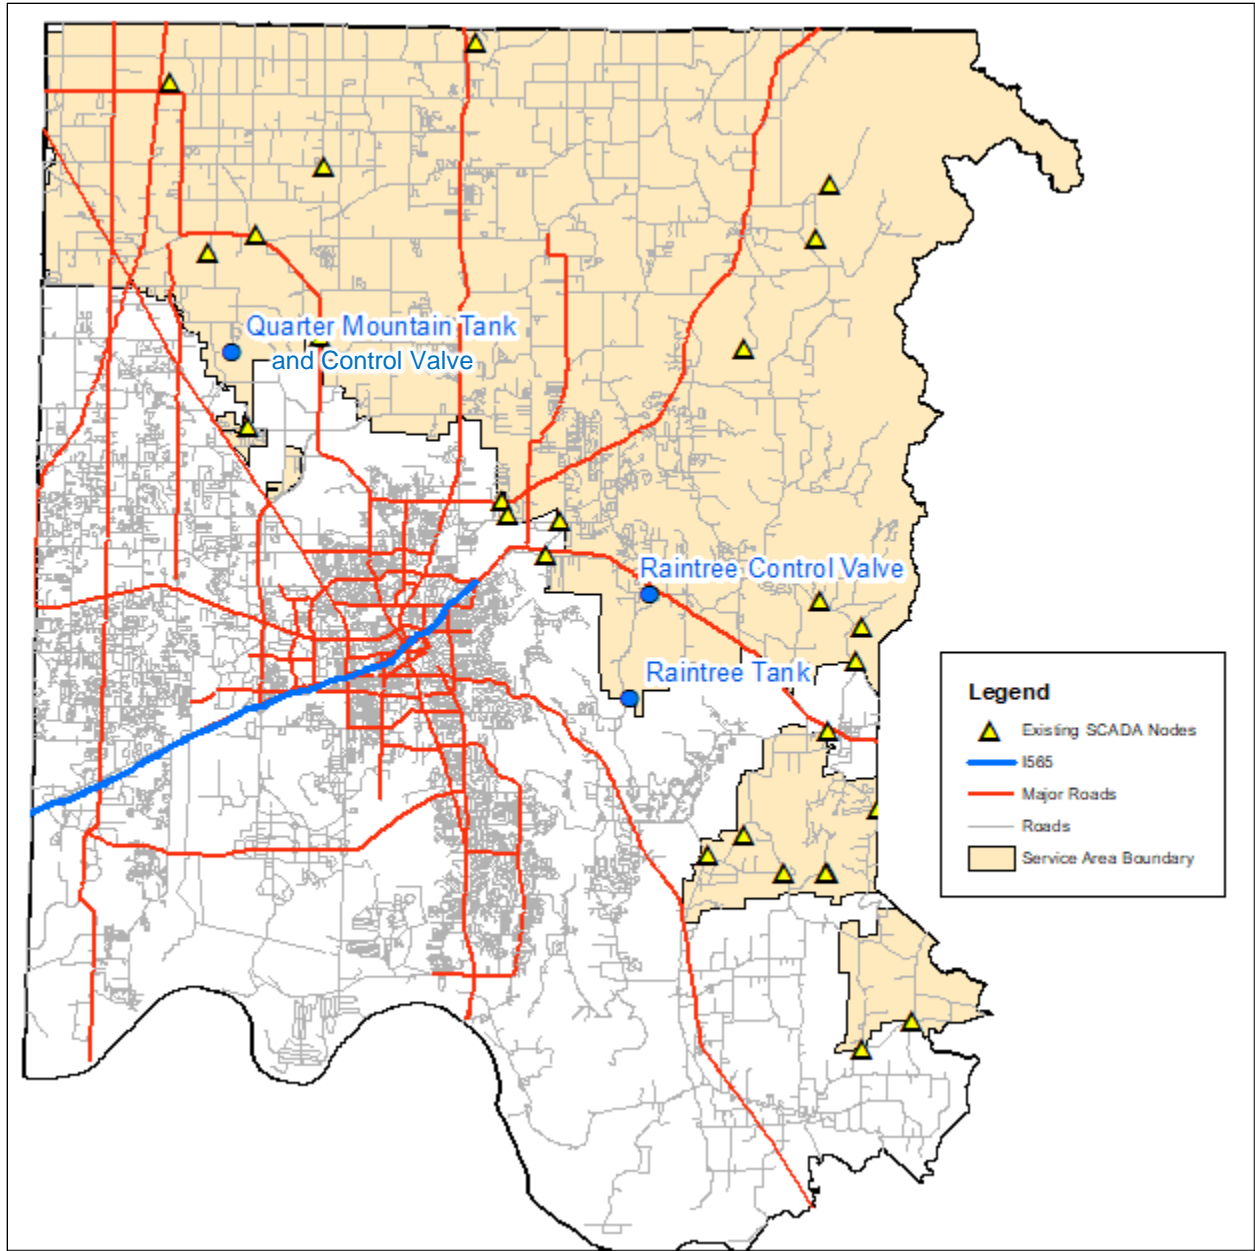 Quarter Mountain Tank
and Control Valve
Raintree Control Valve
Raintree Tank
Legend
Existing SCADA Nodes
I565
Major Roads
Roads
Service Area Boundary